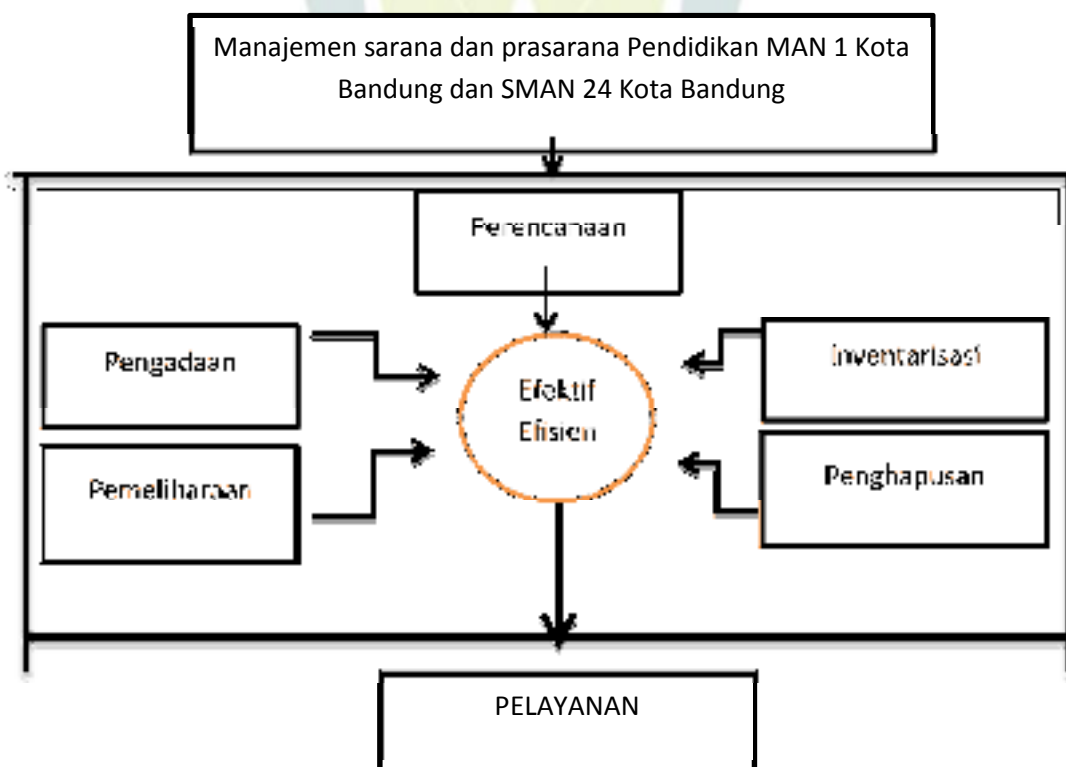 Manajemen sarana dan prasarana Pendidikan MAN 1 Kota
Bandung dan SMAN 24 Kota Bandung
Perencanaan
Pengadaan
Inventarisasi
Efektif
Efisien
Pemeliharaan
Penghapusan
PELAYANAN